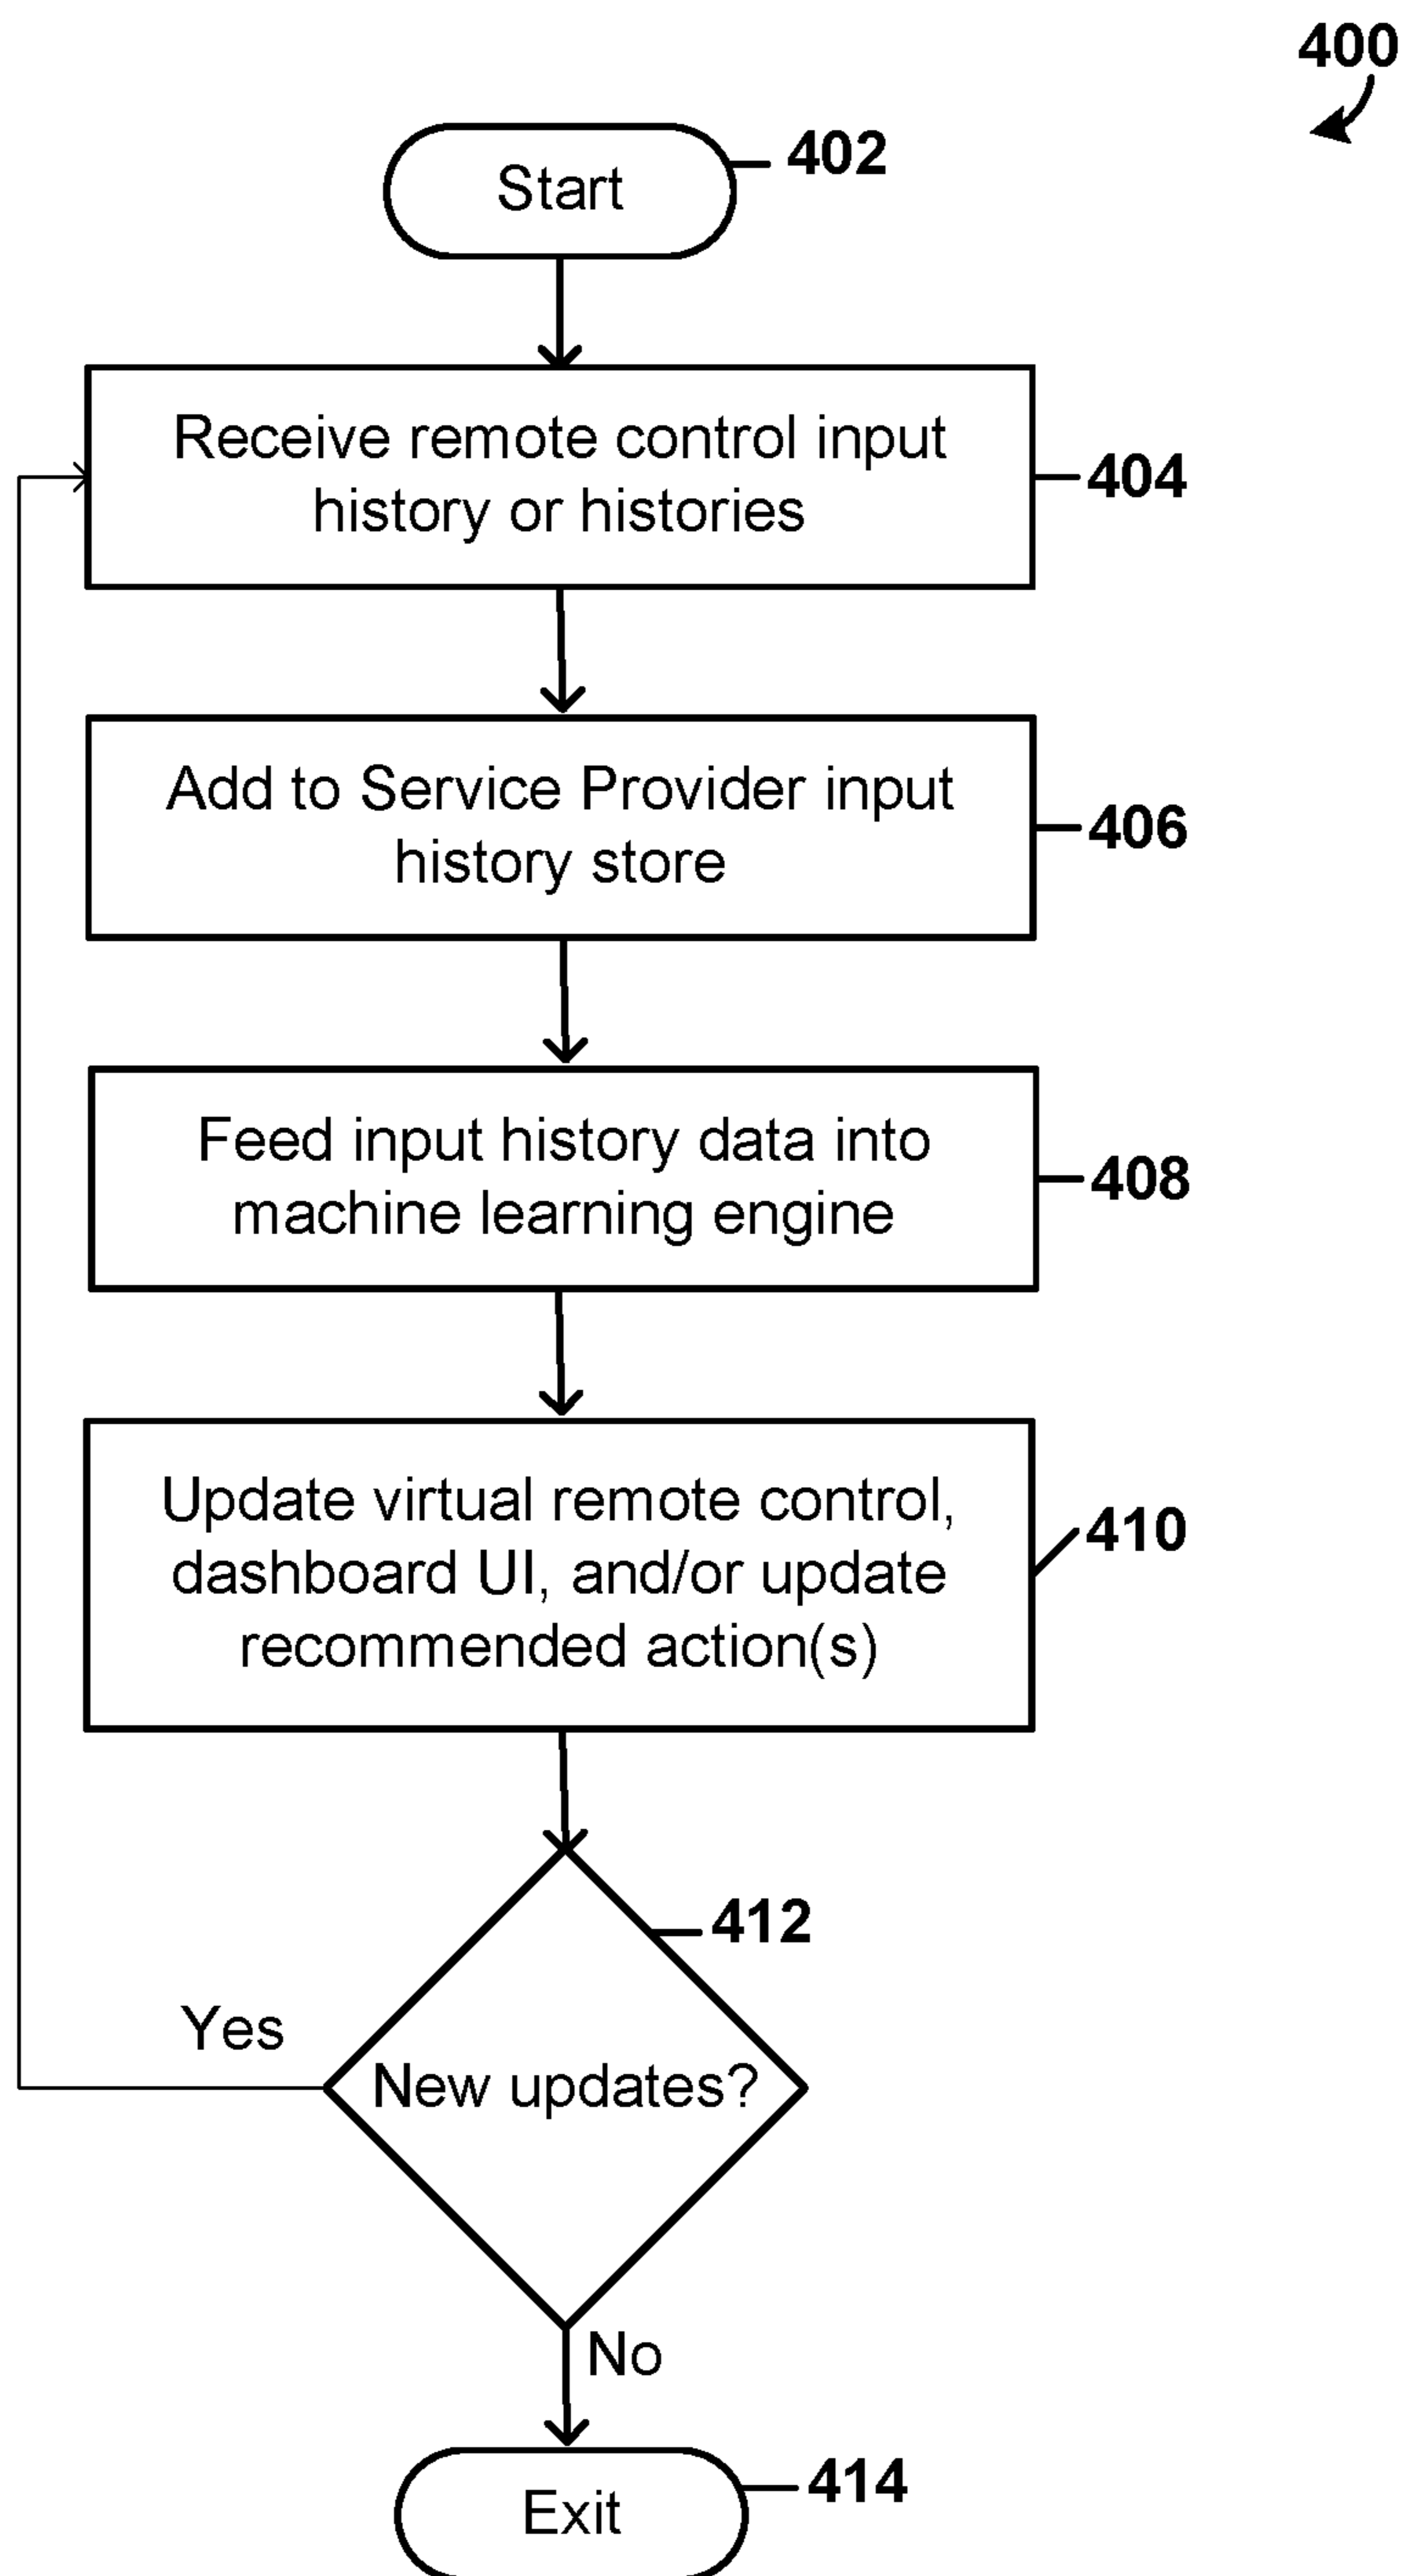 400
Start
402
Receive remote control input
history or histories
404
Add to Service Provider input
history store
406
Feed input history data into
machine learning engine
408
Update virtual remote control,
dashboard UI, and/or update
recommended action(s)
410
412
Yes
New updates?
No
Exit
414